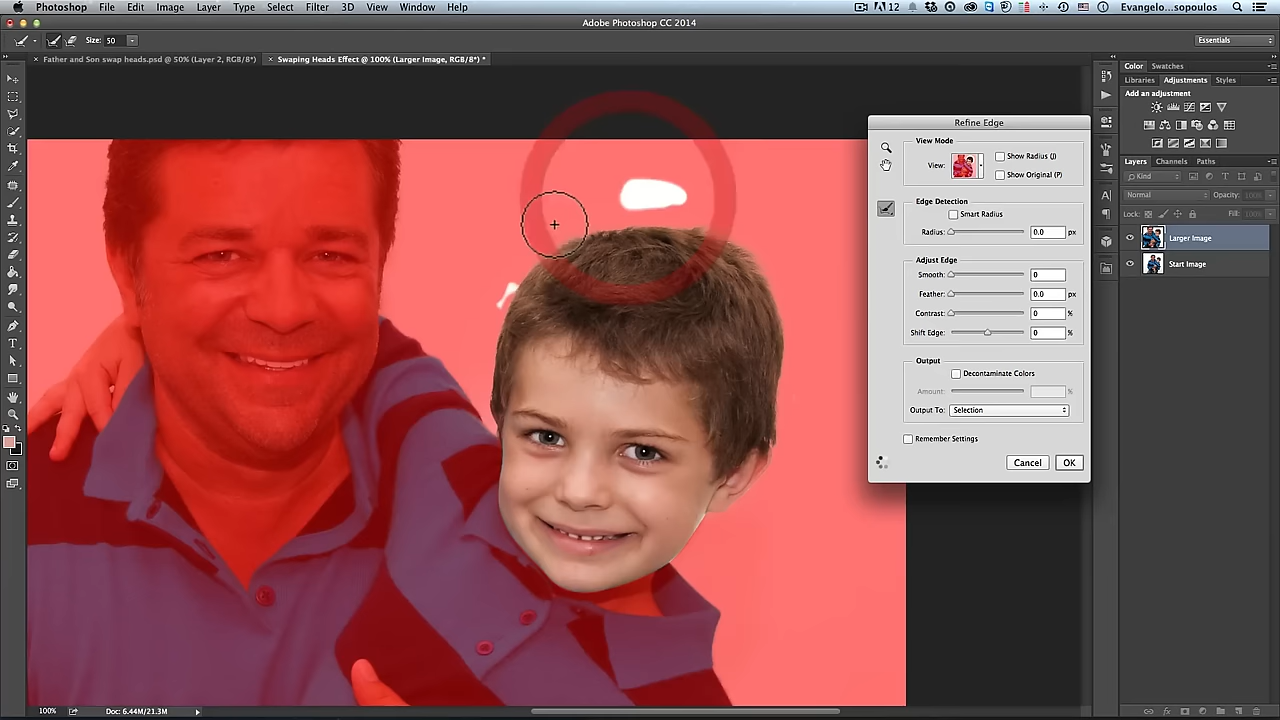 Photoshop File Edit Image Layer Type Select Filter 3D View Window Help 12 Evangelo...sopoulos
Adobe Photoshop CC 2014
Size: 50 Essentials
× Father and Son swap heads.psd @ 50% (Layer 2, RGB/8*) × Swaping Heads Effect @ 100% (Larger Image, RGB/8*) *
Color Swatches
Libraries Adjustments Styles
Add an adjustment
Layers Channels Paths
Kind
Normal Opacity:
Lock: Fill:
Larger Image
Start Image
Refine Edge
View Mode
View: Show Radius (J)
Show Original (P)
Edge Detection
Smart Radius
Radius: 0.0 px
Adjust Edge
Smooth: 0
Feather: 0.0 px
Contrast: 0 %
Shift Edge: 0 %
Output
Decontaminate Colors
Amount: %
Output To: Selection
Remember Settings
Cancel OK
100% Doc: 6.44M/21.3M